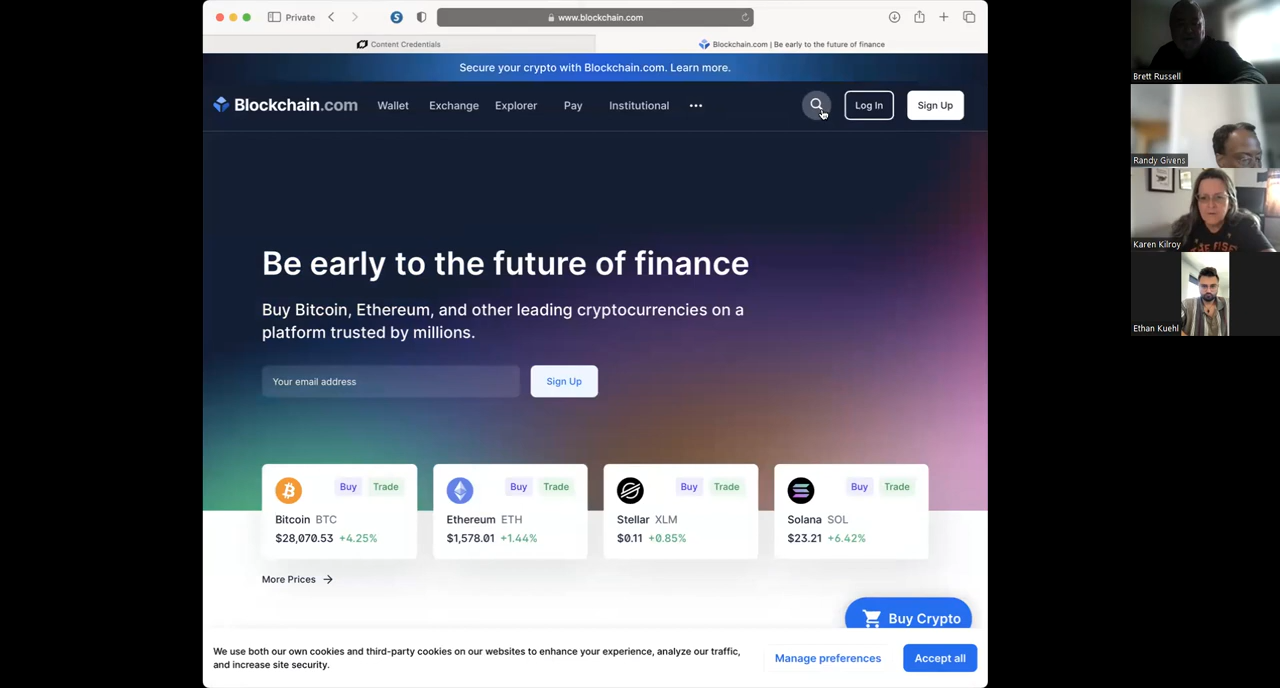 Private
www.blockchain.com
Content Credentials
Blockchain.com | Be early to the future of finance
Secure your crypto with Blockchain.com. Learn more.
Blockchain.com
Wallet
Exchange
Explorer
Pay
Institutional
Log In
Sign Up
Be early to the future of finance
Buy Bitcoin, Ethereum, and other leading cryptocurrencies on a
platform trusted by millions.
Your email address
Sign Up
Buy Trade
Bitcoin BTC
$28,070.53 +4.25%
Buy Trade
Ethereum ETH
$1,578.01 +1.44%
Buy Trade
Stellar XLM
$0.11 +0.85%
Buy Trade
Solana SOL
$23.21 +6.42%
More Prices
Buy Crypto
We use both our own cookies and third-party cookies on our websites to enhance your experience, analyze our traffic,
and increase site security.
Manage preferences
Accept all
Brett Russell
Randy Givens
Karen Kilroy
Ethan Kuehl